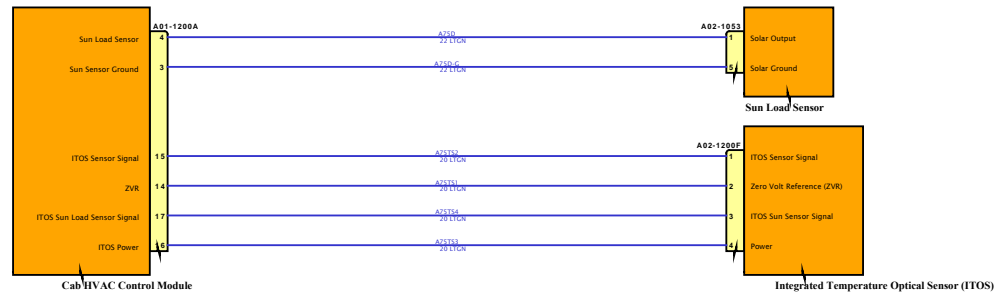 A01-1200A
A02-1053
Sun Load Sensor 4 A75D 1 Solar Output
22 LTGN
Sun Sensor Ground 3 A75D-G 5 Solar Ground
22 LTGN
Sun Load Sensor
A02-1200F
ITOS Sensor Signal 15 A75TS2 1 ITOS Sensor Signal
20 LTGN
ZVR 14 A75TS1 2 Zero Volt Reference (ZVR)
20 LTGN
ITOS Sun Load Sensor Signal 17 A75TS4 3 ITOS Sun Sensor Signal
20 LTGN
ITOS Power 16 A75TS3 4 Power
20 LTGN
Cab HVAC Control Module
Integrated Temperature Optical Sensor (ITOS)